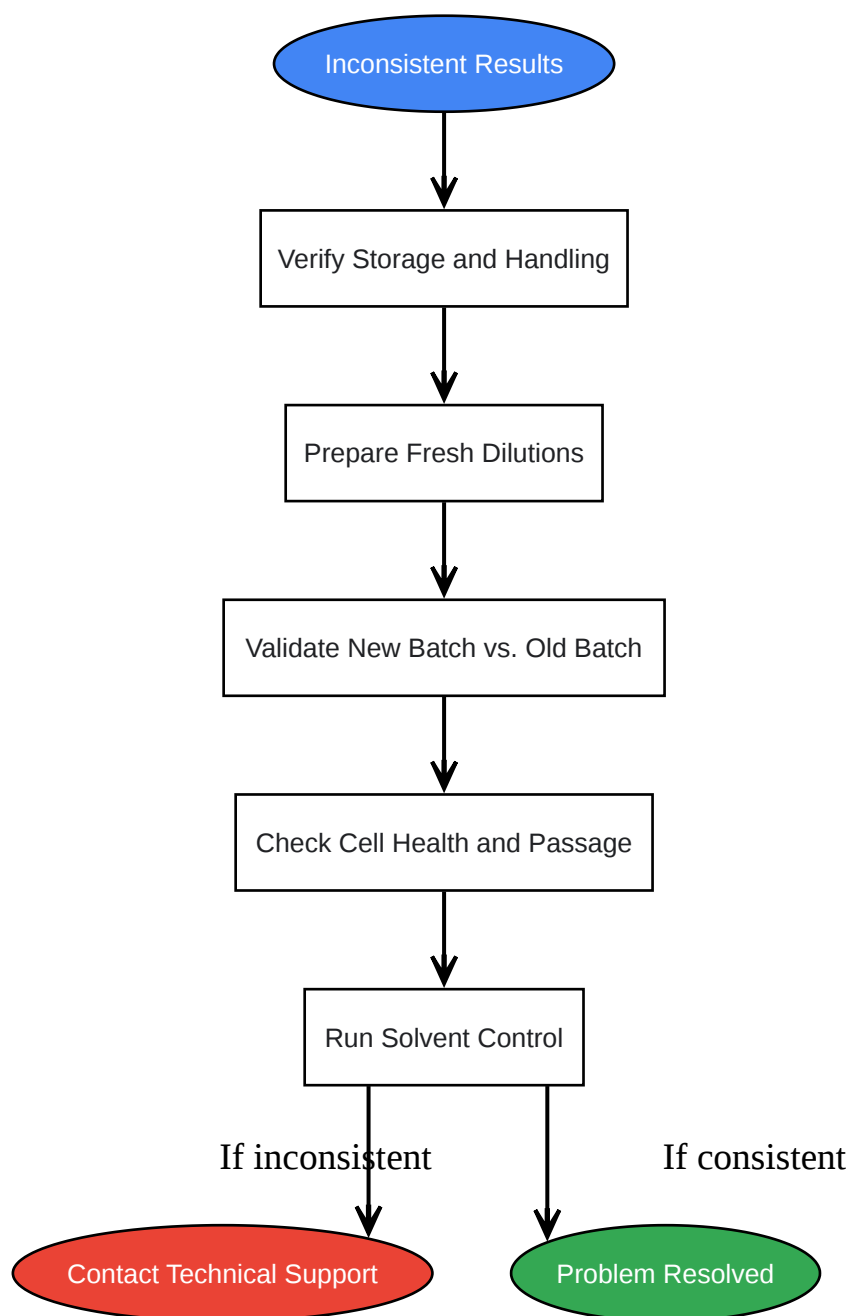 Inconsistent Results
Verify Storage and Handling
Prepare Fresh Dilutions
Validate New Batch vs. Old Batch
Check Cell Health and Passage
Run Solvent Control
If inconsistent
If consistent
Contact Technical Support
Problem Resolved